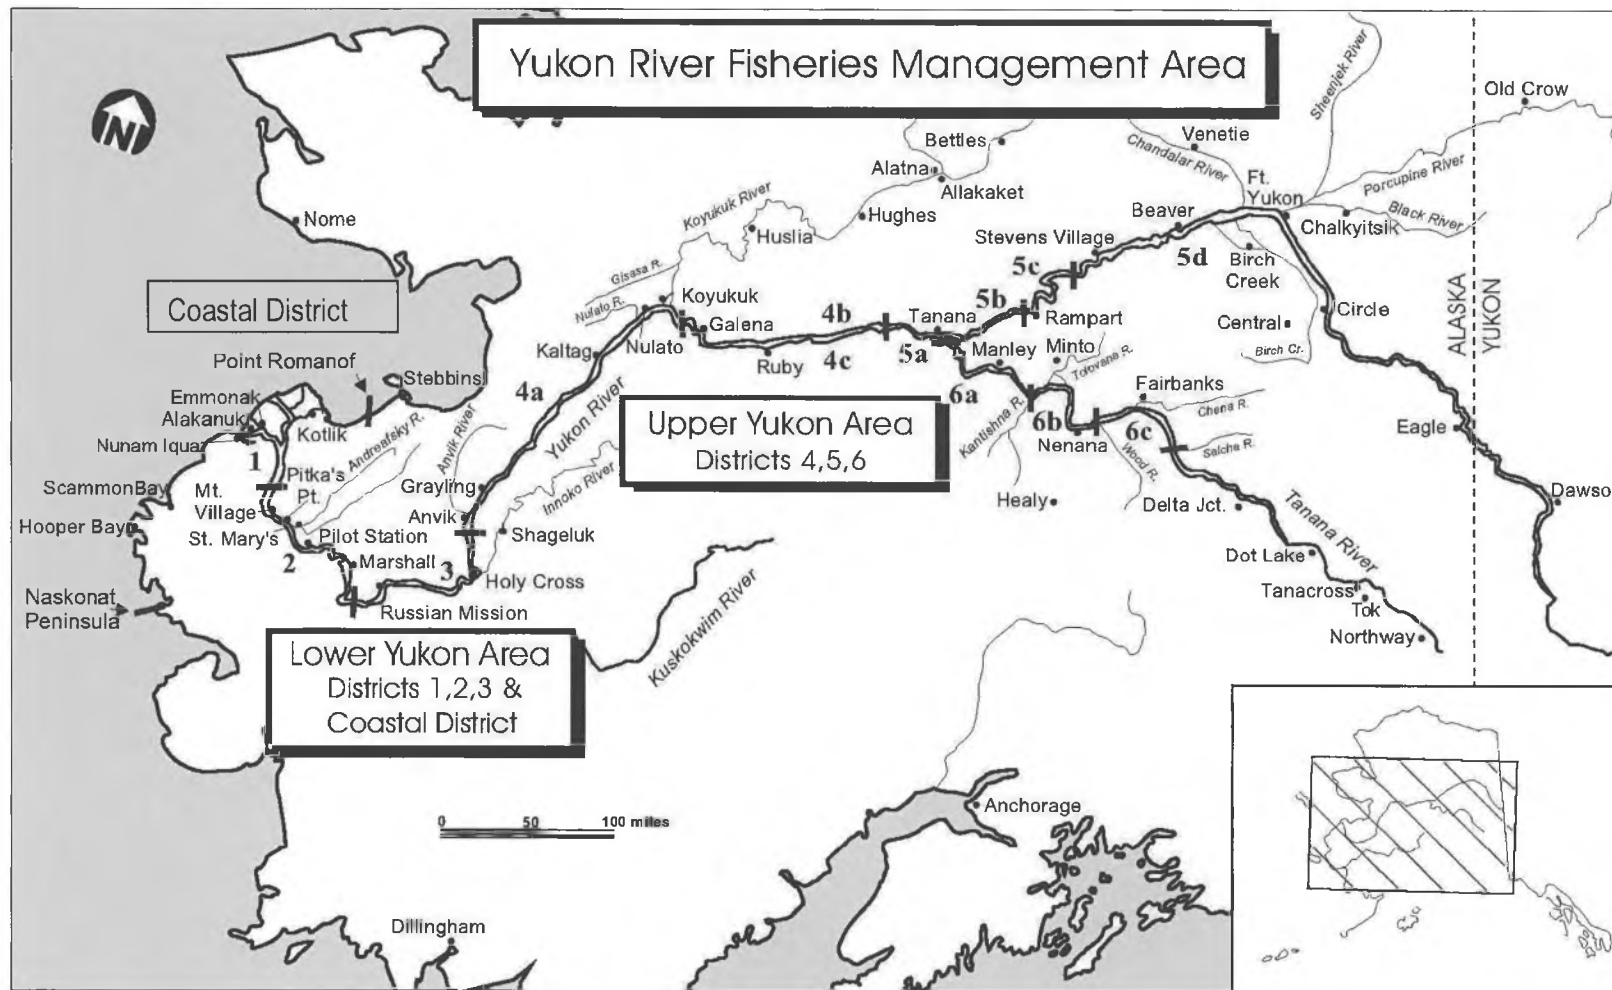 Yukon River Fisheries Management Area
N
Sheenjek River
Old Crow
Venetie
Bettles
Chandalar River
Alatna
Allakaket
Ft.
Yukon
Porcupine River
Black River
Koyukuk River
Hughes
Beaver
Chalkyitsik
Nome
Huslia
Stevens Village
5d
Birch
Creek
Gisasa R.
5c
ALASKA
YUKON
Coastal District
Nulato R.
Koyukuk
4b
5b
Tanana
Rampart
Central
Circle
Galena
Nulato
Kaltag
Ruby
4c
5a
Manley
Minto
Tolovana R.
Birch Cr.
Point Romanof
Stebbins
4a
6a
Fairbanks
Emmonak
Alakanuk
Kotlik
Andreafsky R.
Anvik River
Yukon River
Upper Yukon Area
Districts 4,5,6
Kantishna R.
6b
Chena R.
Nenana
6c
Eagle
Nunam Iqua
1
Salcha R.
Wood R.
Pitka's
Pt.
ScammonBay
Grayling
Innoko River
Mt.
Village
Healy
Delta Jct.
Dawso
Hooper Bay
Anvik
St. Mary's
Pilot Station
Shageluk
Tanana River
2
Marshall
3
Holy Cross
Dot Lake
Naskonat
Peninsula
Russian Mission
Kuskokwim River
Tanacross
Tok
Northway
Lower Yukon Area
Districts 1,2,3 &
Coastal District
Anchorage
0 50 100 miles
Dillingham